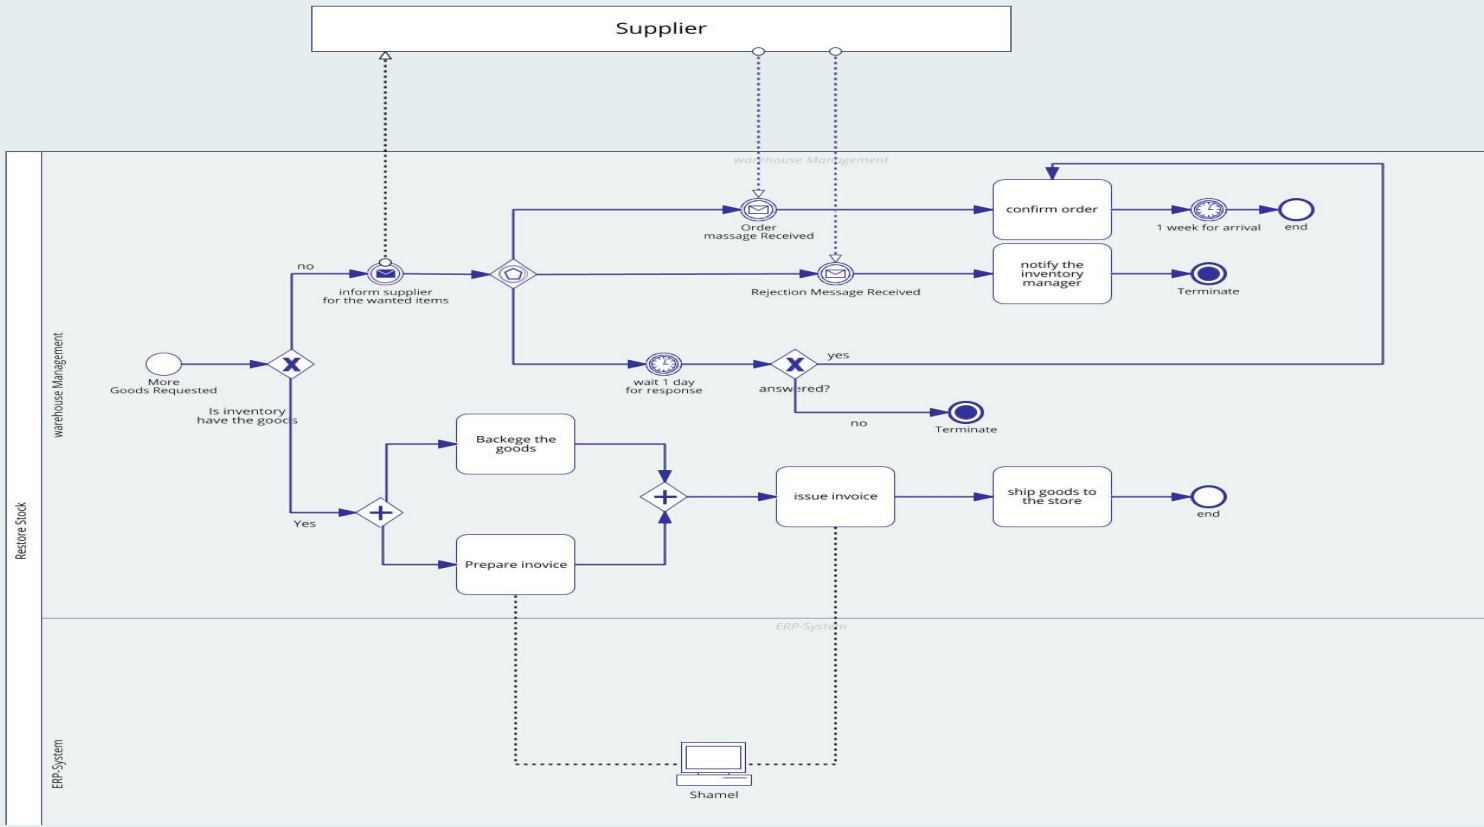 Supplier
warehouse Management
Order
massage Received
confirm order
1 week for arrival
end
no
inform supplier
for the wanted items
Rejection Message Received
notify the
inventory
manager
Terminate
More
Goods Requested
Is inventory
have the goods
wait 1 day
for response
yes
answered?
no
Terminate
warehouse Management
Backege the
goods
issue invoice
ship goods to
the store
end
Yes
Prepare inovice
Restore Stock
ERP-System
ERP-System
Shamel